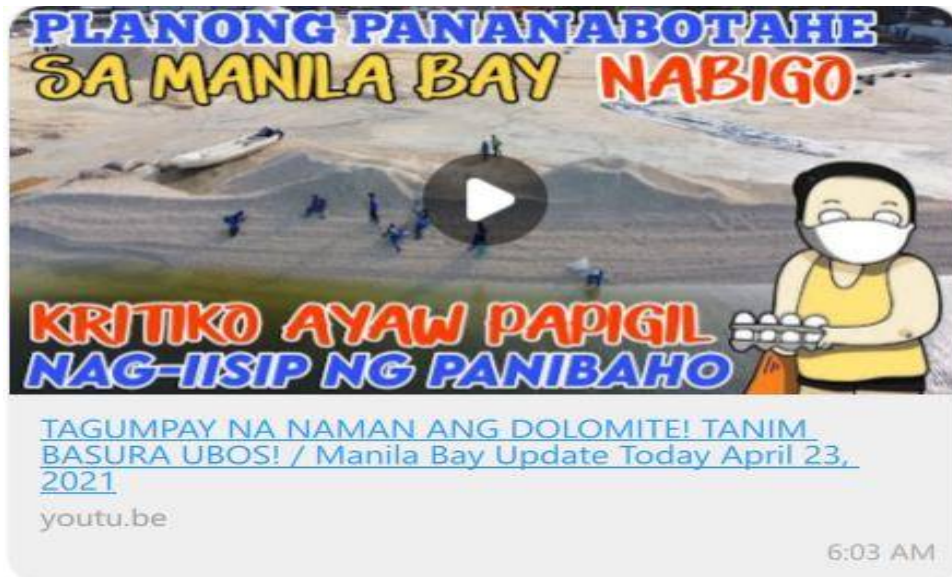 PLANONG PANANABOTAHE
SA MANILA BAY NABIGO
KRITIKO AYAW PAPIGIL
NAG-IISIP NG PANIBAHO
TAGUMPAY NA NAMAN ANG DOLOMITE! TANIM
BASURA UBOS! / Manila Bay Update Today April 23,
2021
youtu.be
6:03 AM